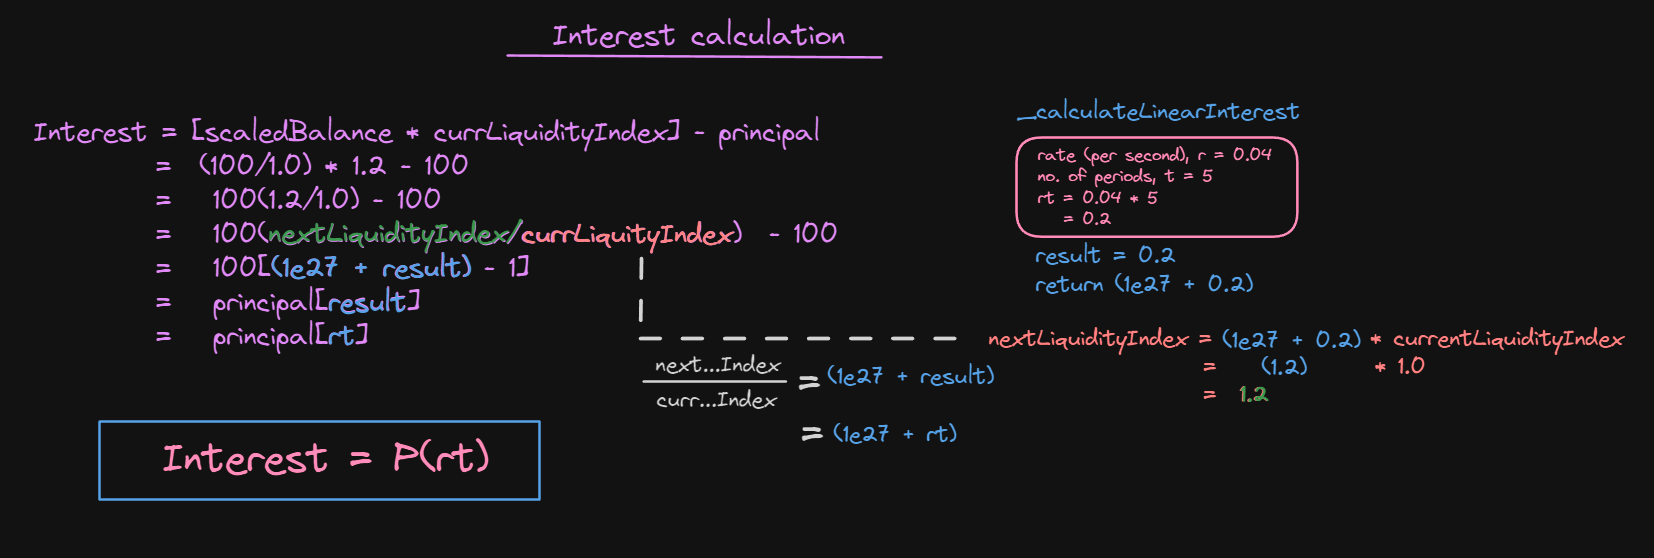 Interest calculation
Interest = [scaledBalance * currLiquidityIndex] - principal
= (100/1.0) * 1.2 - 100
= 100(1.2/1.0) - 100
= 100(nextLiquidityIndex/currLiquityIndex) - 100
= 100[(1e27 + result) - 1]
= principal[result]
= principal[rt]
next...Index
curr...Index
= (1e27 + result)
= (1e27 + rt)
Interest = P(rt)
_calculateLinearInterest
rate (per second), r = 0.04
no. of periods, t = 5
rt = 0.04 * 5
= 0.2
result = 0.2
return (1e27 + 0.2)
nextLiquidityIndex = (1e27 + 0.2) * currentLiquidityIndex
= (1.2) * 1.0
= 1.2